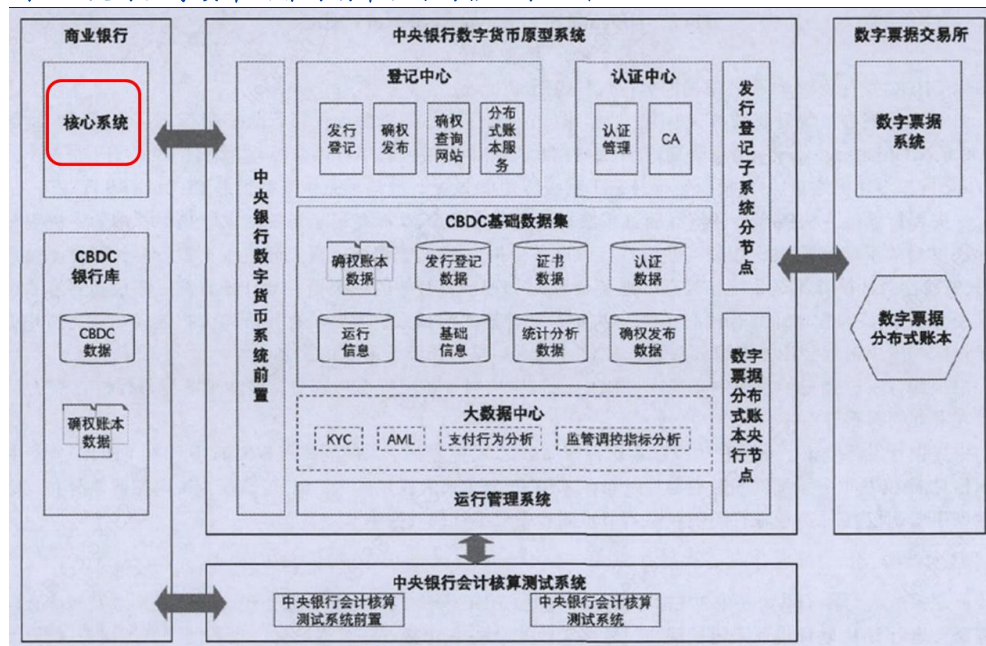 商业银行
核心系统
CBDC
银行库
CBDC
数据
确权账本
数据
中央银行数字货币原型系统
中央银行数字货币系统前置
登记中心
发行
登记
确权
发布
确权
查询
网站
分布
式账
本服
务
认证中心
认证
管理
CA
CBDC基础数据集
确权账本
数据
发行登记
数据
证书
数据
认证
数据
运行
信息
基础
信息
统计分析
数据
确权发布
数据
大数据中心
KYC
AML
支付行为分析
监管调控指标分析
运行管理系统
发行登记子系统分节点
数字
票据
分布
式账
本央
行节
点
数字票据交易所
数字票据
系统
数字票据
分布式账本
中央银行会计核算测试系统
中央银行会计核算
测试系统前置
中央银行会计核算
测试系统